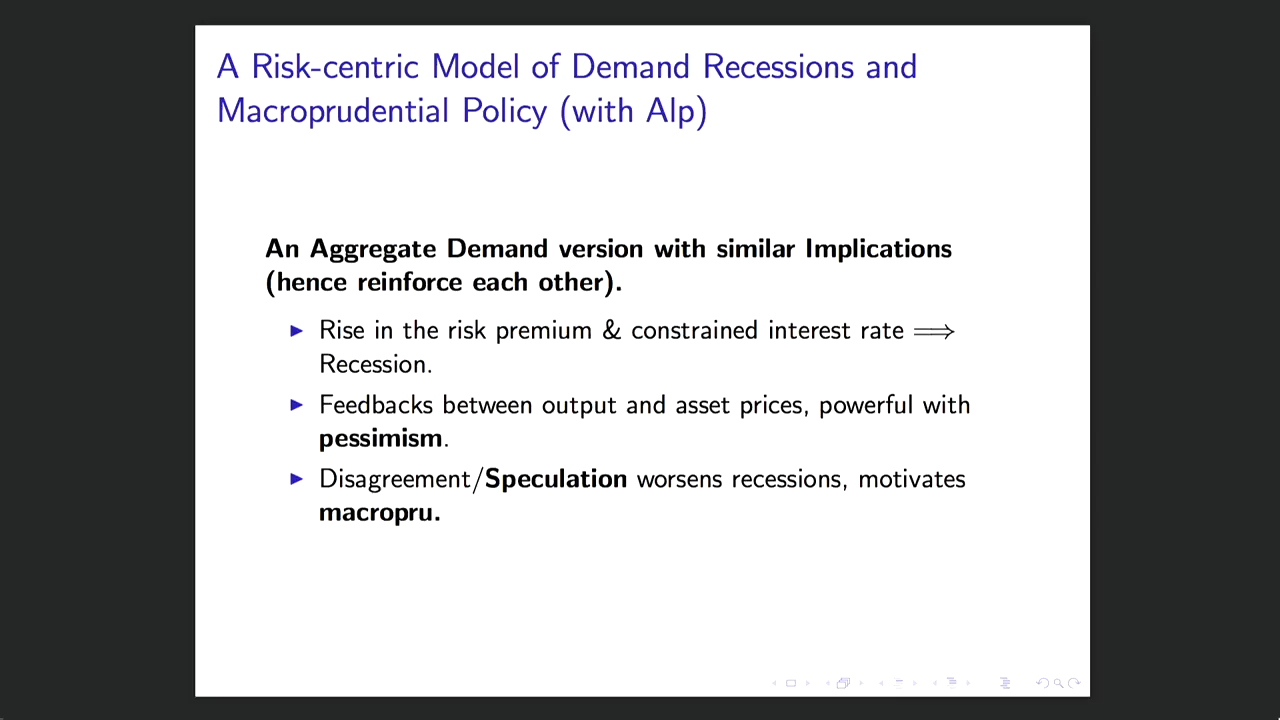 A Risk-centric Model of Demand Recessions and
Macroprudential Policy (with Alp)
An Aggregate Demand version with similar Implications
(hence reinforce each other).
▶ Rise in the risk premium & constrained interest rate ⟹
Recession.
▶ Feedbacks between output and asset prices, powerful with
pessimism.
▶ Disagreement/Speculation worsens recessions, motivates
macropru.